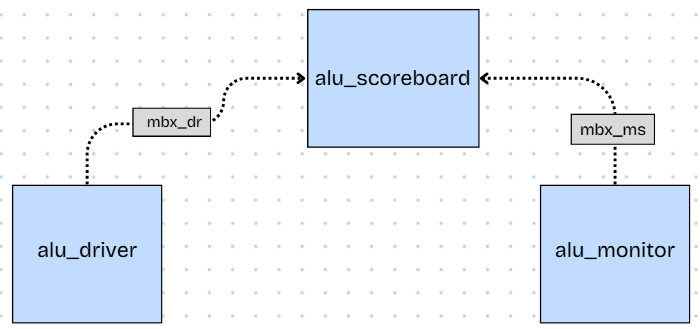 alu_scoreboard
mbx_dr
mbx_ms
alu_driver
alu_monitor